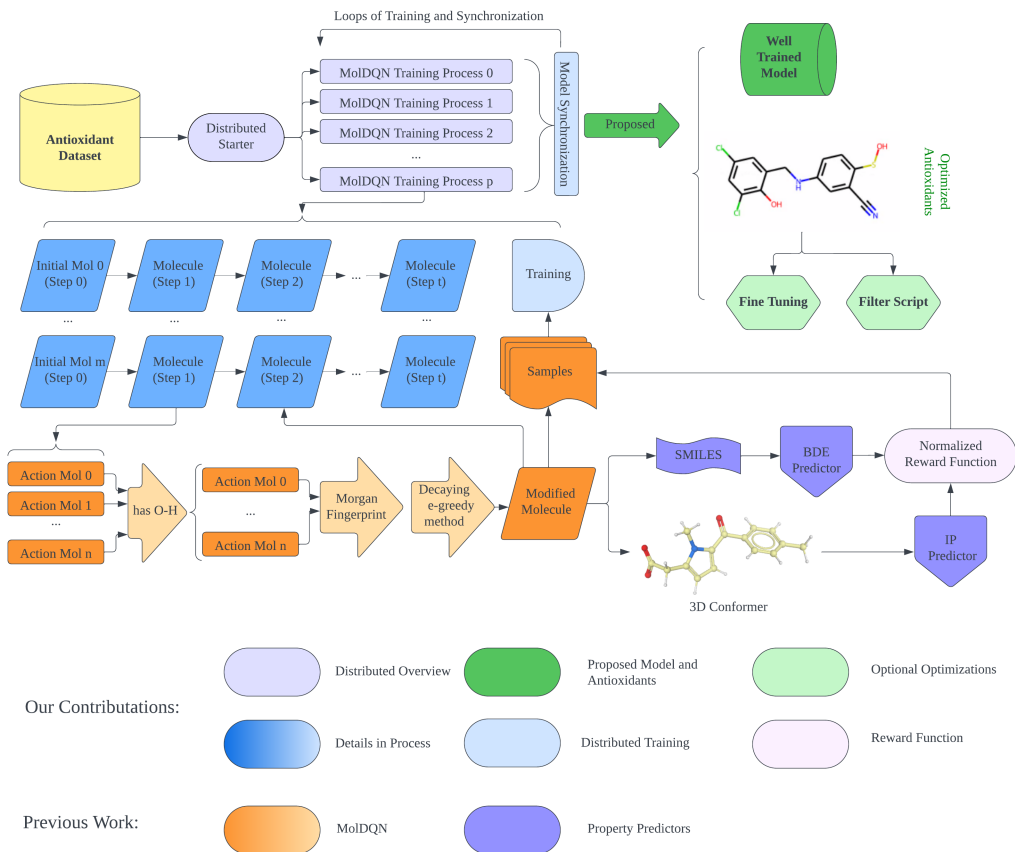 Loops of Training and Synchronization
Antioxidant
Dataset
Distributed
Starter
MolDQN Training Process 0
MolDQN Training Process 1
MolDQN Training Process 2
...
MolDQN Training Process p
Model Synchronization
Proposed
Well
Trained
Model
Cl
Cl
OH
NH
S
OH
N
Optimized
Antioxidants
Fine Tuning
Filter Script
Initial Mol 0
(Step 0)
Molecule
(Step 1)
Molecule
(Step 2)
...
Molecule
(Step t)
Training
...
...
...
...
Initial Mol m
(Step 0)
Molecule
(Step 1)
Molecule
(Step 2)
...
Molecule
(Step t)
Samples
Action Mol 0
Action Mol 1
...
Action Mol n
has O-H
Action Mol 0
...
Action Mol n
Morgan
Fingerprint
Decaying
e-greedy
method
Modified
Molecule
SMILES
BDE
Predictor
Normalized
Reward Function
IP
Predictor
3D Conformer
Our Contributations:
Distributed Overview
Proposed Model and
Antioxidants
Optional Optimizations
Details in Process
Distributed Training
Reward Function
Previous Work:
MolDQN
Property Predictors